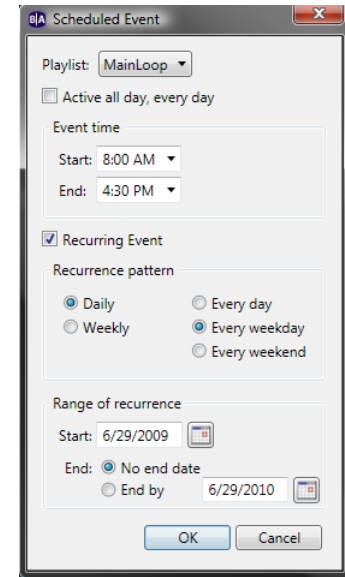 B|A Scheduled Event
Playlist: MainLoop
Active all day, every day
Event time
Start: 8:00 AM
End: 4:30 PM
Recurring Event
Recurrence pattern
Daily Every day
Weekly Every weekday
Every weekend
Range of recurrence
Start: 6/29/2009
End: No end date
End by 6/29/2010
OK Cancel